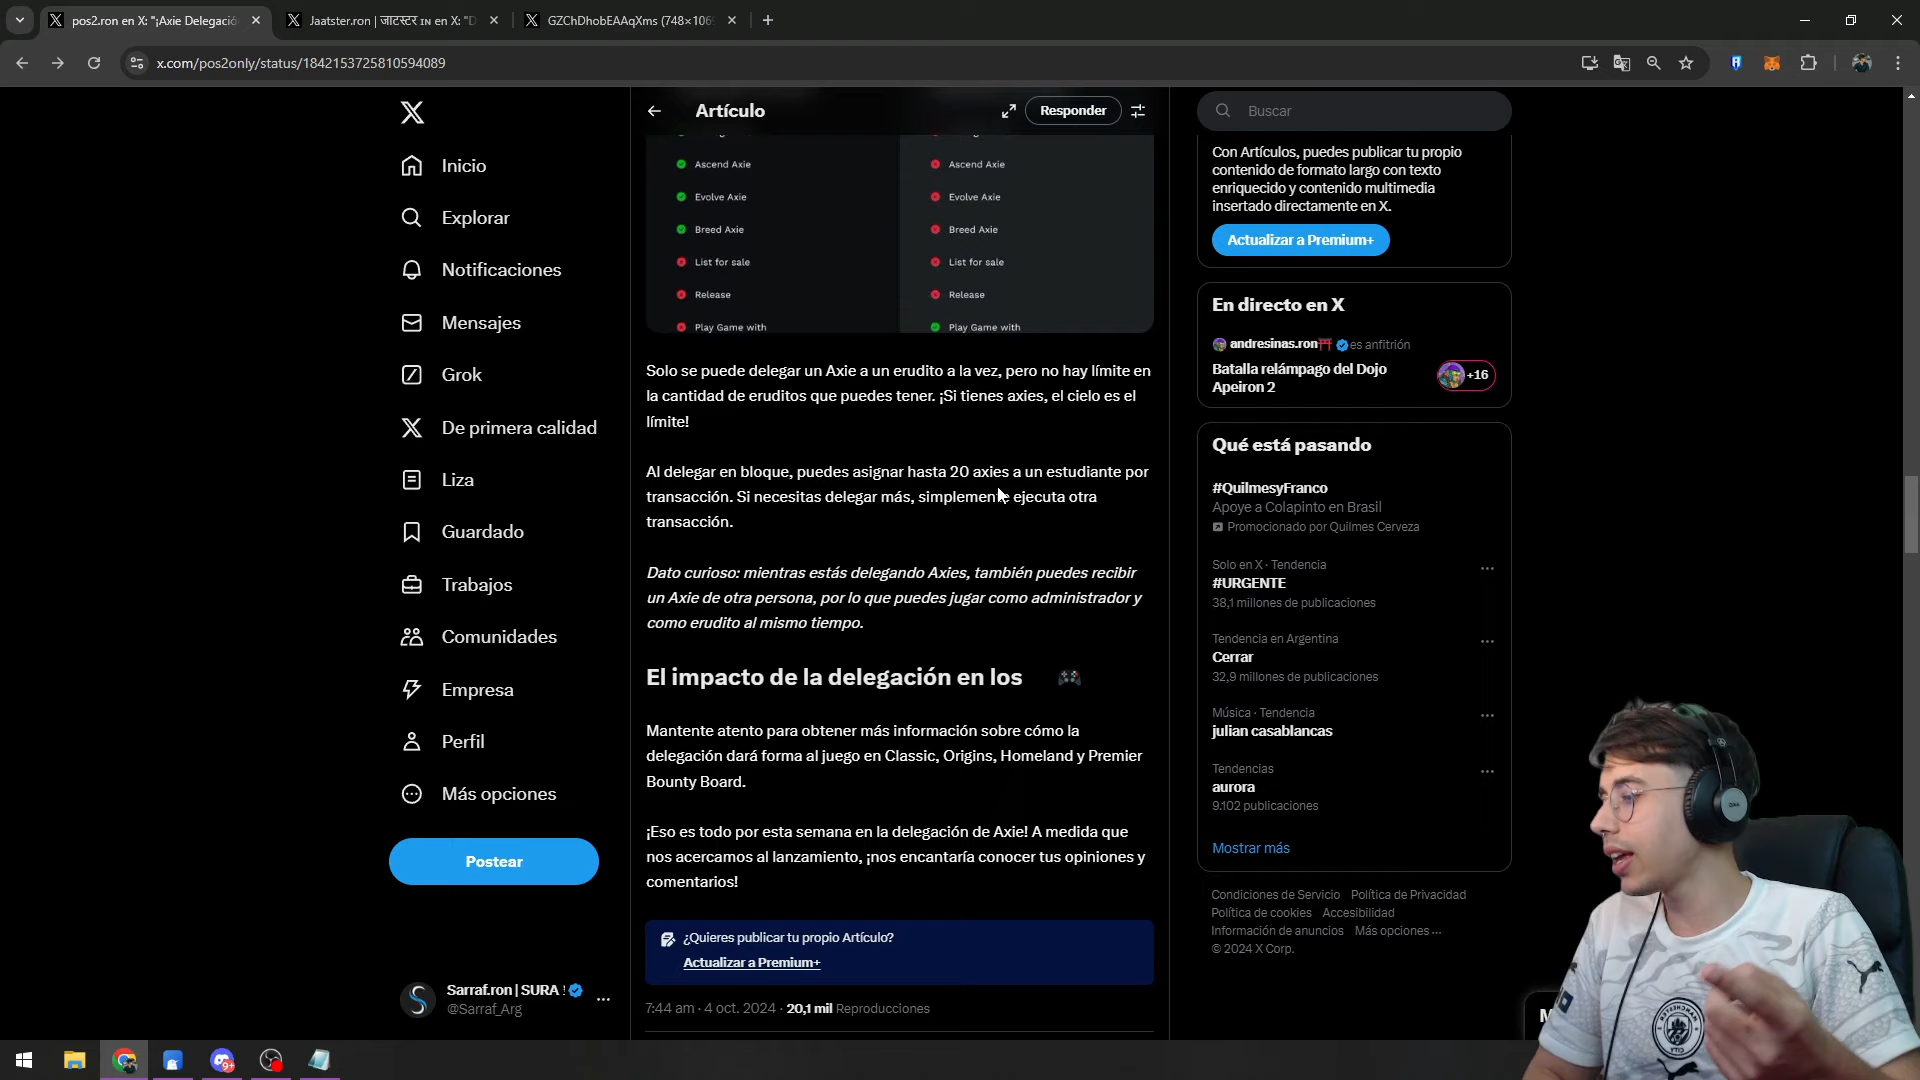 pos2.ron en X: "¡Axie Delegació
Jaatster.ron | जाटस्टर ɪɴ en X: "D
GZChDhobEAAqXms (748×106
x.com/pos2only/status/1842153725810594089
Inicio
Explorar
Notificaciones
Mensajes
Grok
De primera calidad
Liza
Guardado
Trabajos
Comunidades
Empresa
Perfil
Más opciones
Postear
Sarraf.ron | SURA !
@Sarraf_Arg
Artículo
Responder
Ascend Axie
Evolve Axie
Breed Axie
List for sale
Release
Play Game with
Ascend Axie
Evolve Axie
Breed Axie
List for sale
Release
Play Game with
Solo se puede delegar un Axie a un erudito a la vez, pero no hay límite en
la cantidad de eruditos que puedes tener. ¡Si tienes axies, el cielo es el
límite!
Al delegar en bloque, puedes asignar hasta 20 axies a un estudiante por
transacción. Si necesitas delegar más, simplemente ejecuta otra
transacción.
Dato curioso: mientras estás delegando Axies, también puedes recibir
un Axie de otra persona, por lo que puedes jugar como administrador y
como erudito al mismo tiempo.
El impacto de la delegación en los 🎮
Mantente atento para obtener más información sobre cómo la
delegación dará forma al juego en Classic, Origins, Homeland y Premier
Bounty Board.
¡Eso es todo por esta semana en la delegación de Axie! A medida que
nos acercamos al lanzamiento, ¡nos encantaría conocer tus opiniones y
comentarios!
¿Quieres publicar tu propio Artículo?
Actualizar a Premium+
7:44 am · 4 oct. 2024 · 20,1 mil Reproducciones
Buscar
Con Artículos, puedes publicar tu propio
contenido de formato largo con texto
enriquecido y contenido multimedia
insertado directamente en X.
Actualizar a Premium+
En directo en X
andresinas.ron⛩️ es anfitrión
Batalla relámpago del Dojo
Apeiron 2
+16
Qué está pasando
#QuilmesyFranco
Apoye a Colapinto en Brasil
Promocionado por Quilmes Cerveza
Solo en X · Tendencia
#URGENTE
38,1 millones de publicaciones
Tendencia en Argentina
Cerrar
32,9 millones de publicaciones
Música · Tendencia
julian casablancas
Tendencias
aurora
9.102 publicaciones
Mostrar más
Condiciones de Servicio Política de Privacidad
Política de cookies Accesibilidad
Información de anuncios Más opciones ···
© 2024 X Corp.
MANCHESTER
CITY
9+